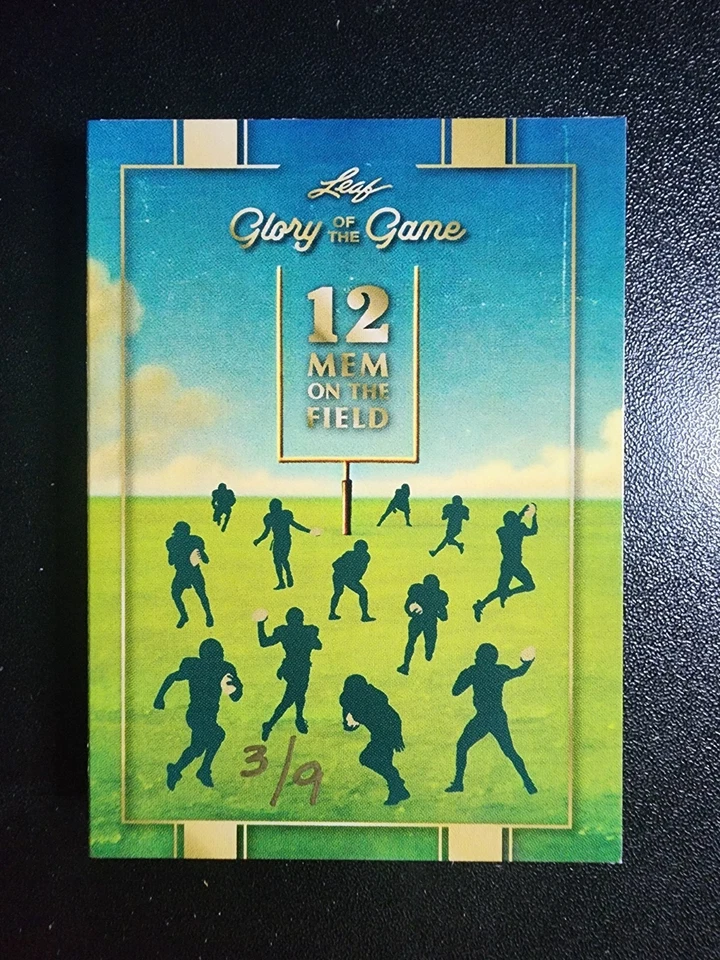 Leaf
Glory OF THE Game
12
MEM
ON THE
FIELD
3/9